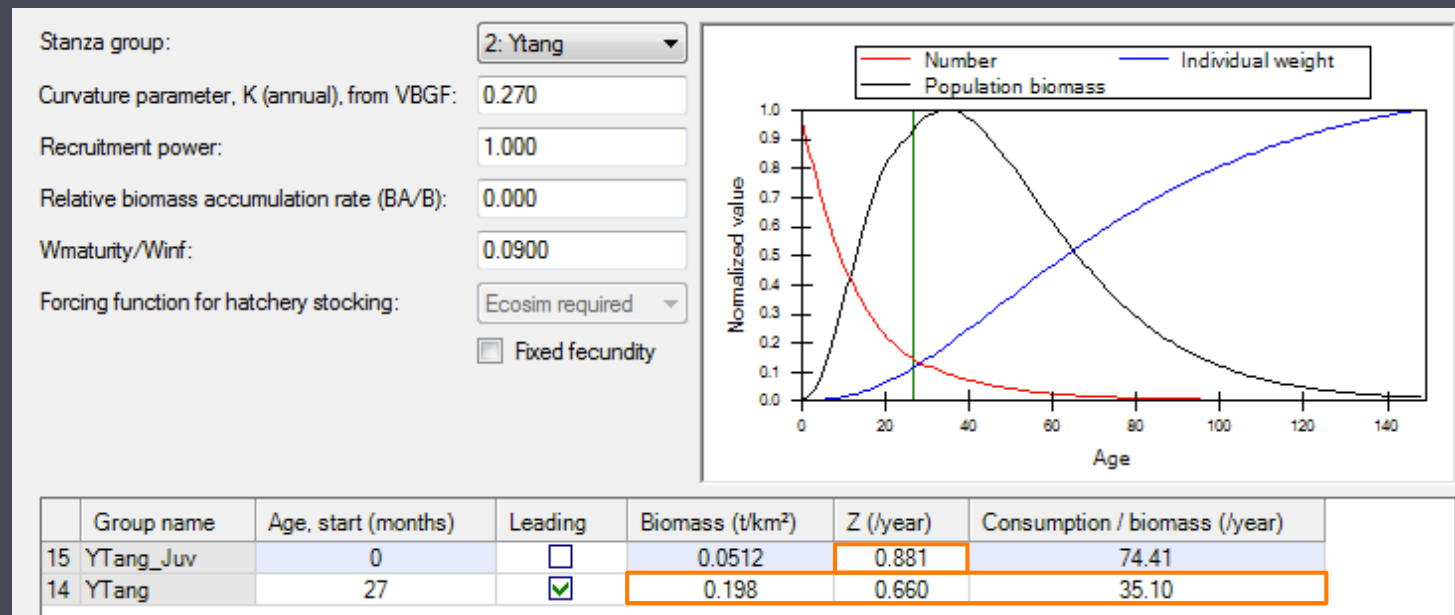 Stanza group: 2: Ytang
Curvature parameter, K (annual), from VBGF: 0.270
Recruitment power: 1.000
Relative biomass accumulation rate (BA/B): 0.000
Wmaturity/Winf: 0.0900
Forcing function for hatchery stocking: Ecosim required
Fixed fecundity
Number Individual weight
Population biomass
1.0
0.9
0.8
0.7
0.6
0.5
0.4
0.3
0.2
0.1
0.0
Normalized value
0 20 40 60 80 100 120 140
Age
Group name Age, start (months) Leading Biomass (t/km²) Z (/year) Consumption / biomass (/year)
15 YTang_Juv 0 0.0512 0.881 74.41
14 YTang 27 0.198 0.660 35.10